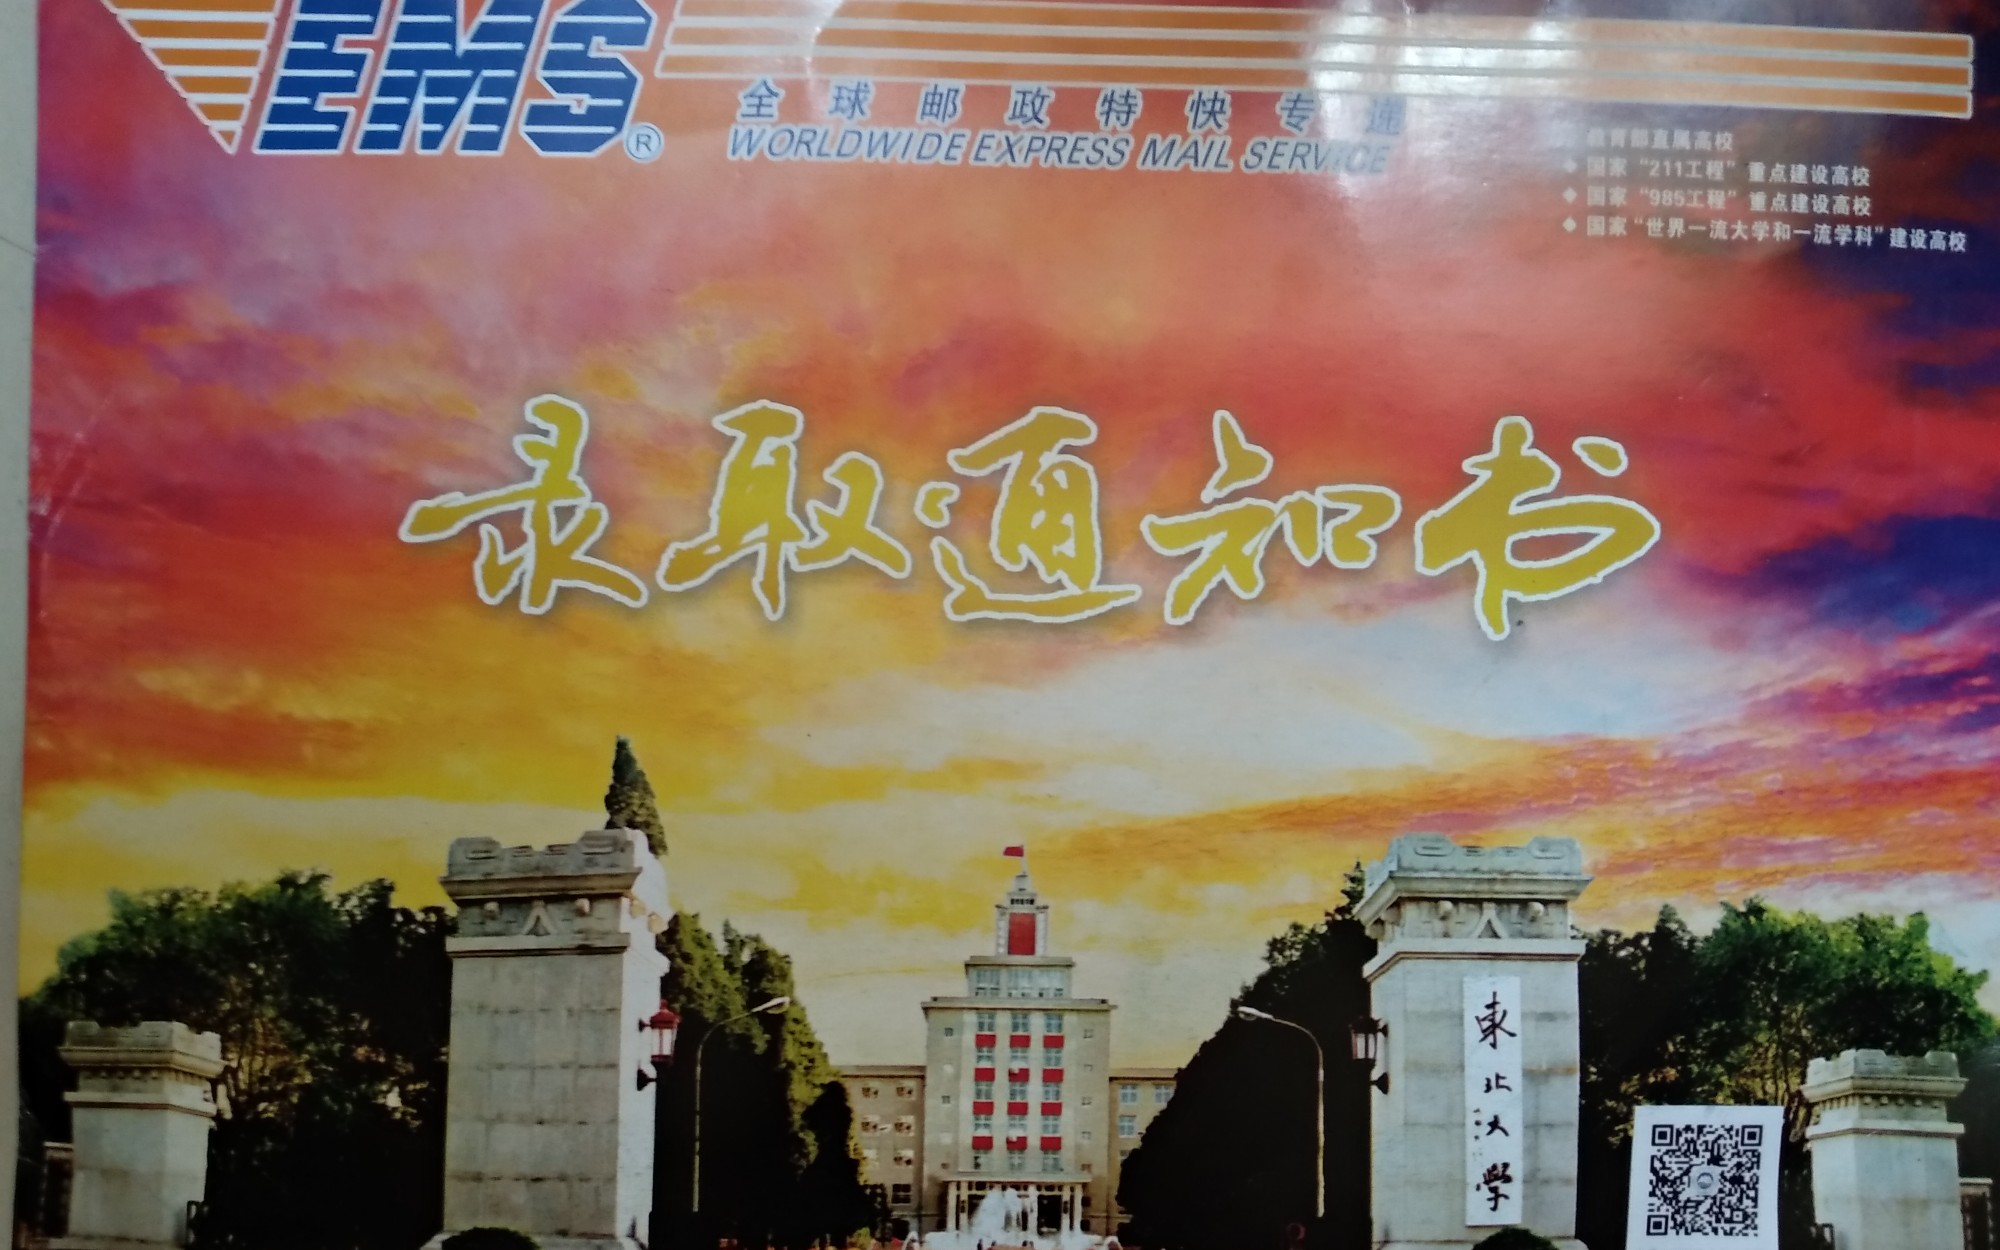 EMS®
全球邮政特快专递
WORLDWIDE EXPRESS MAIL SERVICE
教育部直属高校
◆ 国家“211工程”重点建设高校
◆ 国家“985工程”重点建设高校
◆ 国家“世界一流大学和一流学科”建设高校
录取通知书
東北大學